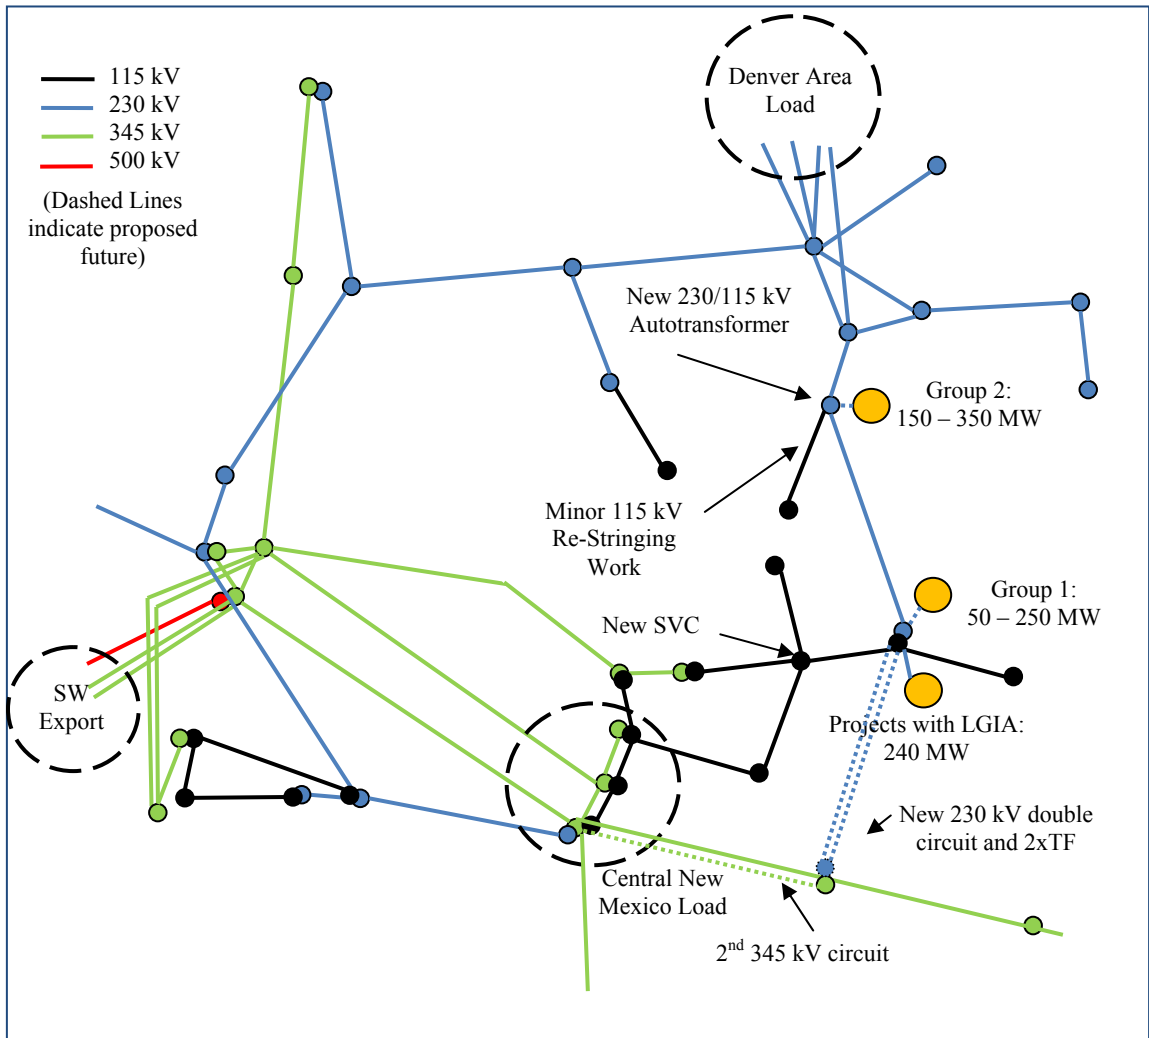 115 kV
230 kV
345 kV
500 kV
(Dashed Lines
indicate proposed
future)
Denver Area
Load
New 230/115 kV
Autotransformer
Group 2:
150 – 350 MW
Minor 115 kV
Re-Stringing
Work
Group 1:
50 – 250 MW
New SVC
SW
Export
Projects with LGIA:
240 MW
New 230 kV double
circuit and 2xTF
Central New
Mexico Load
2nd 345 kV circuit